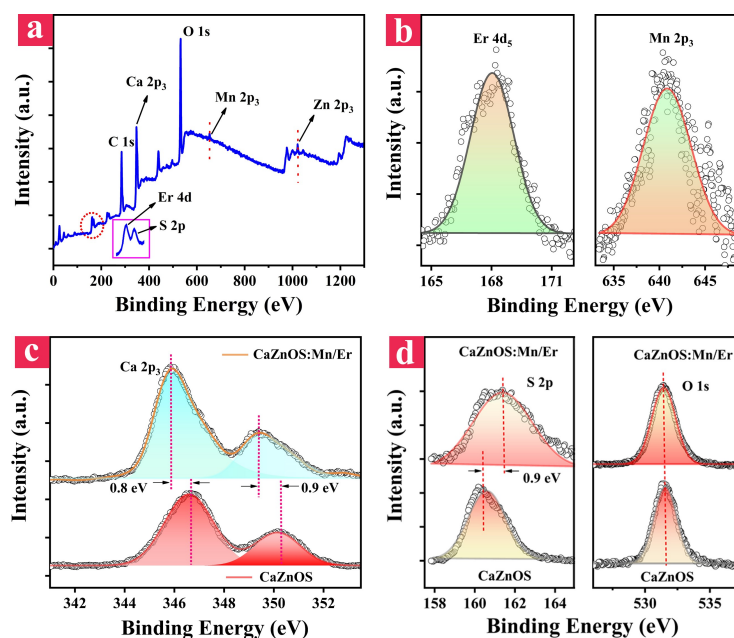 a
O 1s
Ca 2p₃
Mn 2p₃
Zn 2p₃
C 1s
Er 4d
S 2p
Intensity (a.u.)
0 200 400 600 800 1000 1200
Binding Energy (eV)
b
Er 4d₅
Mn 2p₃
Intensity (a.u.)
165 168 171
635 640 645
Binding Energy (eV)
c
CaZnOS:Mn/Er
Ca 2p₃
0.8 eV
0.9 eV
CaZnOS
Intensity (a.u.)
342 344 346 348 350 352
Binding Energy (eV)
d
CaZnOS:Mn/Er
S 2p
0.9 eV
CaZnOS
CaZnOS:Mn/Er
O 1s
CaZnOS
Intensity (a.u.)
158 160 162 164
531 537
Binding Energy (eV)